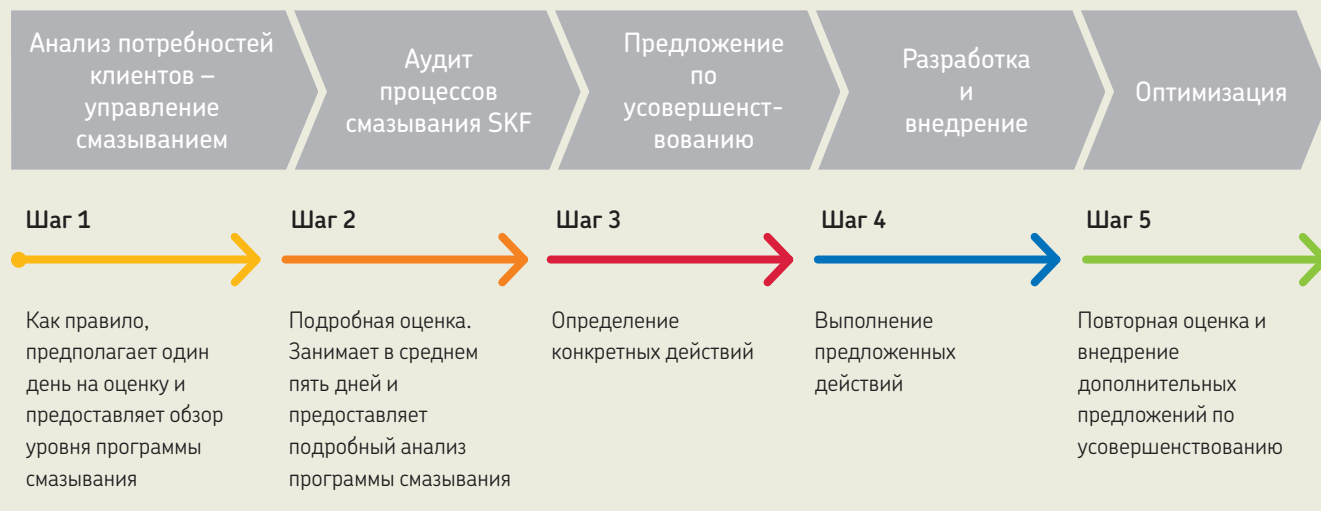 Анализ потребностей
клиентов –
управление
смазыванием
Аудит
процессов
смазывания SKF
Предложение
по
усовершенст-
вованию
Разработка
и
внедрение
Оптимизация
Шаг 1
Как правило,
предполагает один
день на оценку и
предоставляет обзор
уровня программы
смазывания
Шаг 2
Подробная оценка.
Занимает в среднем
пять дней и
предоставляет
подробный анализ
программы смазывания
Шаг 3
Определение
конкретных действий
Шаг 4
Выполнение
предложенных
действий
Шаг 5
Повторная оценка и
внедрение
дополнительных
предложений по
усовершенствованию